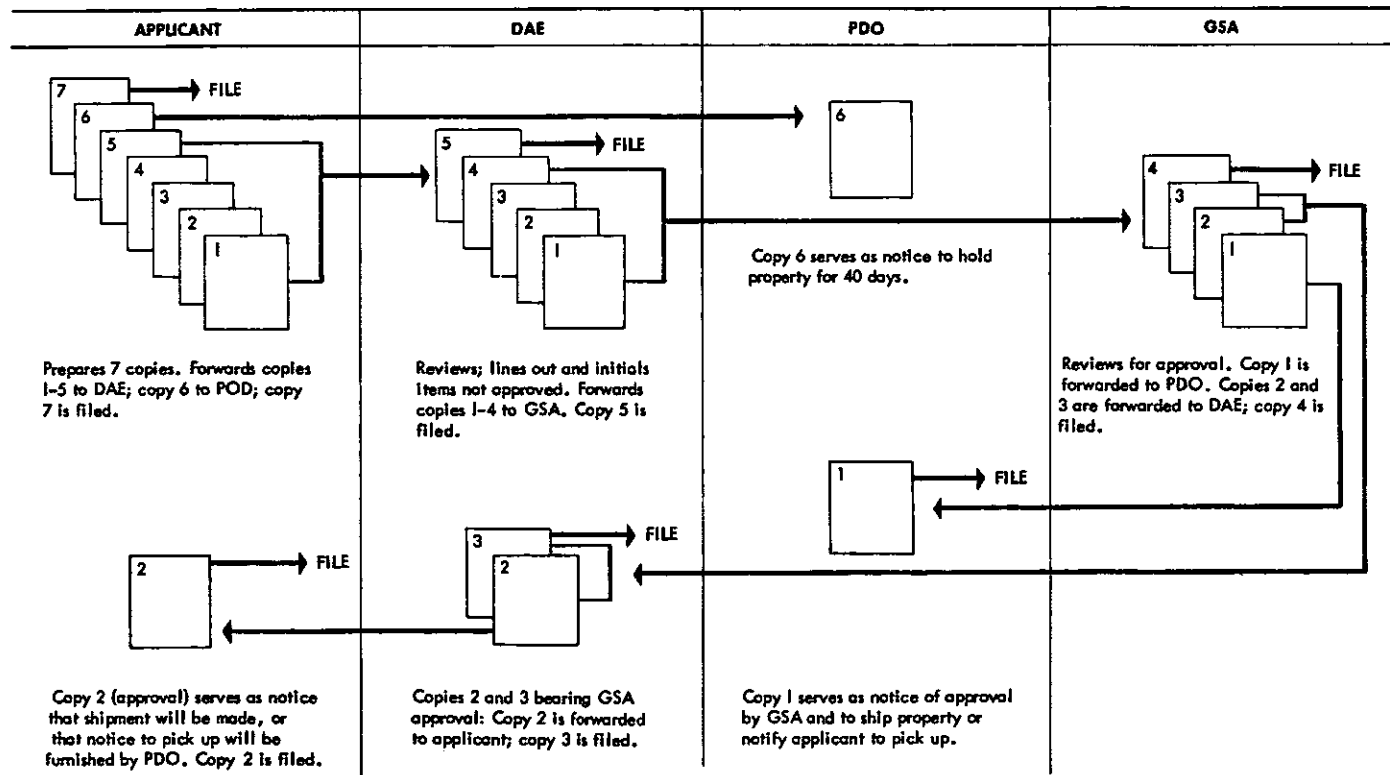 APPLICANT
DAE
PDO
GSA
7
FILE
6
5
4
3
2
1
Prepares 7 copies. Forwards copies
1-5 to DAE; copy 6 to POD; copy
7 is filed.
5
FILE
4
3
2
1
Reviews; lines out and initials
items not approved. Forwards
copies 1-4 to GSA. Copy 5 is
filed.
6
Copy 6 serves as notice to hold
property for 40 days.
4
FILE
3
2
1
Reviews for approval. Copy 1 is
forwarded to PDO. Copies 2 and
3 are forwarded to DAE; copy 4 is
filed.
2
FILE
Copy 2 (approval) serves as notice
that shipment will be made, or
that notice to pick up will be
furnished by PDO. Copy 2 is filed.
3
FILE
2
Copies 2 and 3 bearing GSA
approval: Copy 2 is forwarded
to applicant; copy 3 is filed.
1
FILE
Copy 1 serves as notice of approval
by GSA and to ship property or
notify applicant to pick up.